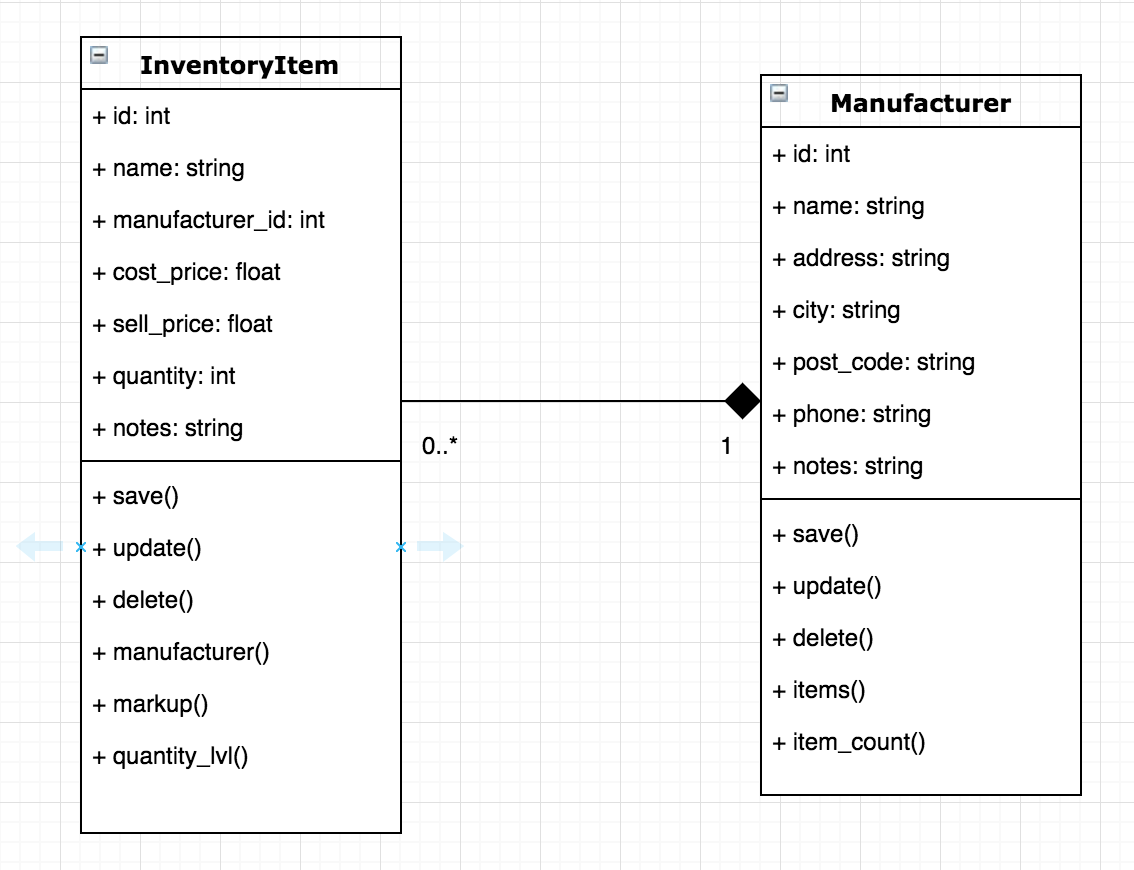 InventoryItem
+ id: int
+ name: string
+ manufacturer_id: int
+ cost_price: float
+ sell_price: float
+ quantity: int
+ notes: string
+ save()
+ update()
+ delete()
+ manufacturer()
+ markup()
+ quantity_lvl()
0..*
1
Manufacturer
+ id: int
+ name: string
+ address: string
+ city: string
+ post_code: string
+ phone: string
+ notes: string
+ save()
+ update()
+ delete()
+ items()
+ item_count()